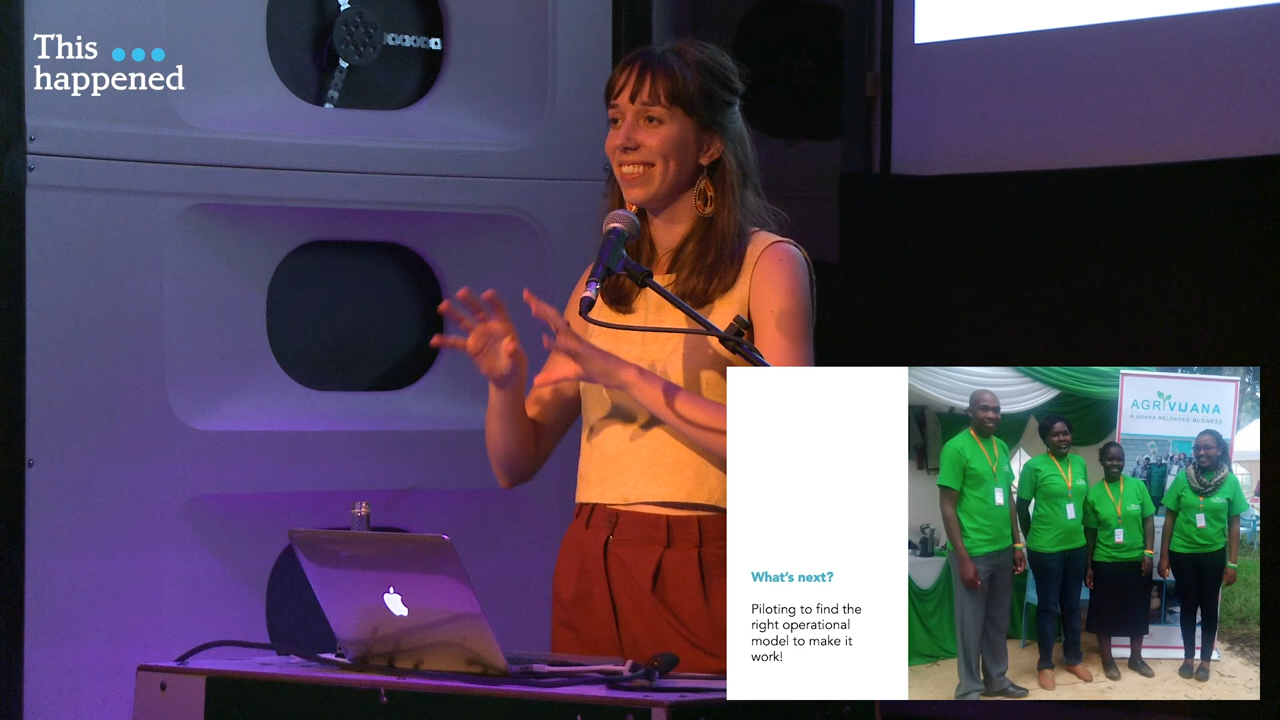 This
happened
AGRIVIJANA
A VIJANA RELOADED BUSINESS
What's next?
Piloting to find the
right operational
model to make it
work!